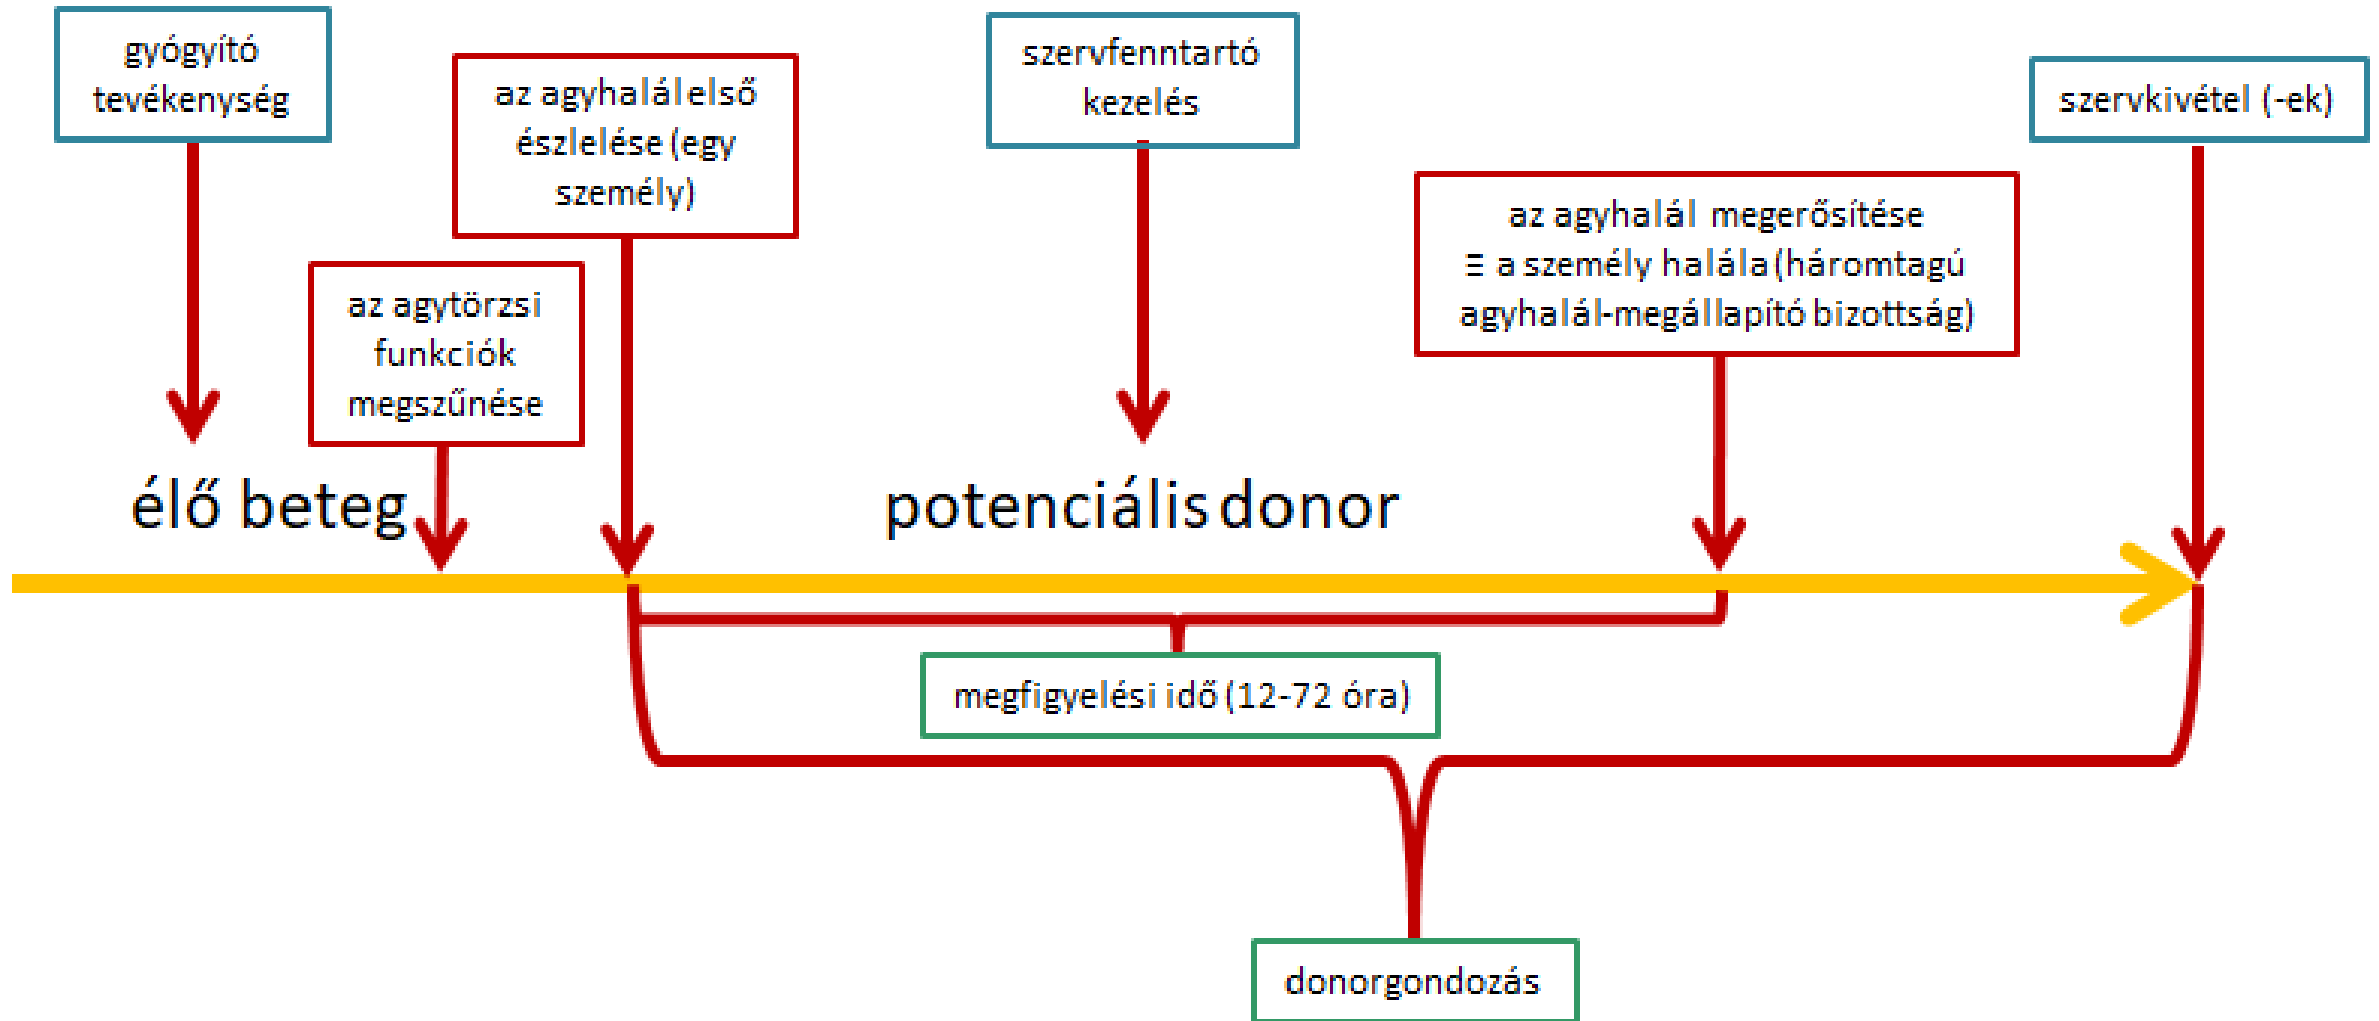 gyógyító
tevékenység
az agyhalál első
észlelése (egy
személy)
szervfenntartó
kezelés
szervkivétel (-ek)
az agytörzsi
funkciók
megszűnése
az agyhalál megerősítése
≡ a személy halála (háromtagú
agyhalál-megállapító bizottság)
élő beteg
potenciális donor
megfigyelési idő (12-72 óra)
donorgondozás